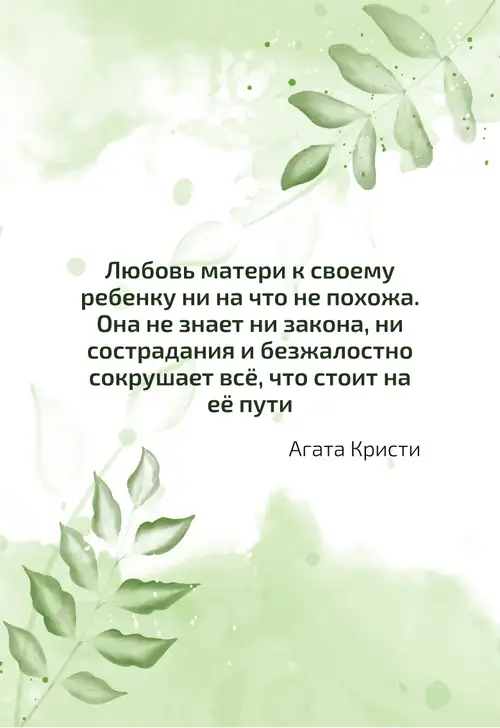 Любовь матери к своему
ребенку ни на что не похожа.
Она не знает ни закона, ни
сострадания и безжалостно
сокрушает всё, что стоит на
её пути
Агата Кристи